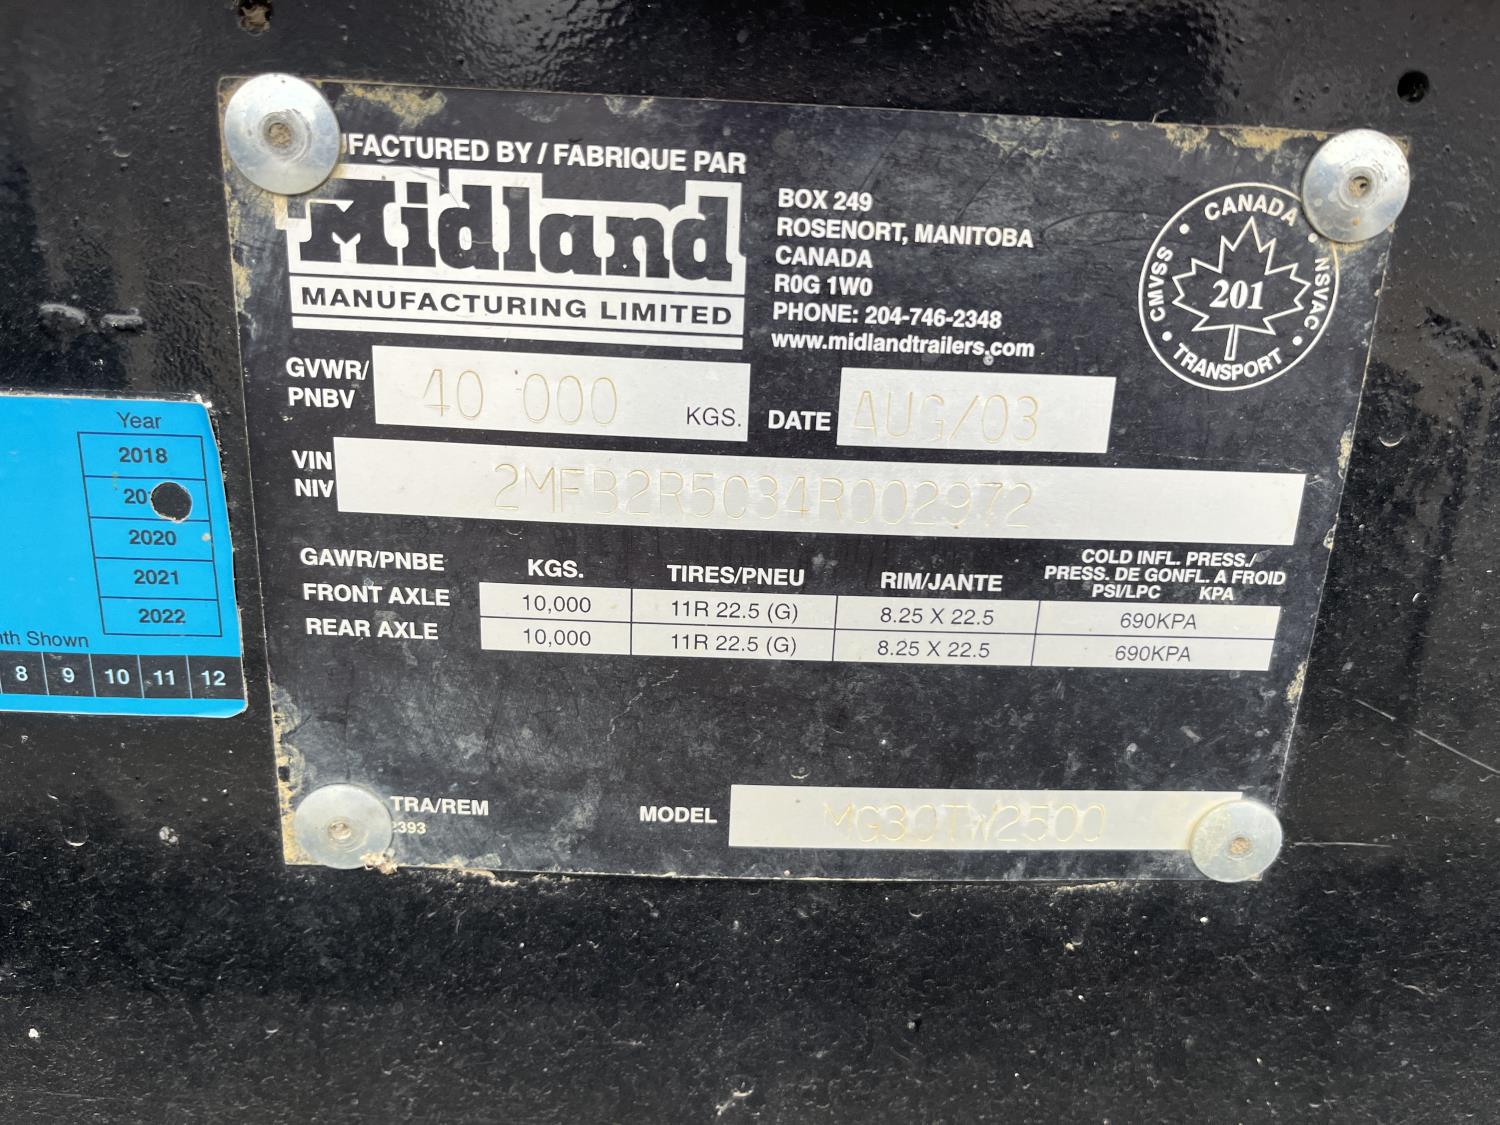 FACTURED BY / FABRIQUE PAR
Midland
MANUFACTURING LIMITED
BOX 249
ROSENORT, MANITOBA
CANADA
R0G 1W0
PHONE: 204-746-2348
www.midlandtrailers.com
CANADA
CMVSS • NSVAC
201
TRANSPORT
GVWR/
PNBV
40 000 KGS.
DATE AUG/03
VIN
NIV
2MFB2R5C34R002972
GAWR/PNBE KGS. TIRES/PNEU RIM/JANTE
COLD INFL. PRESS./
PRESS. DE GONFL. A FROID
PSI/LPC KPA
FRONT AXLE 10,000 11R 22.5 (G) 8.25 X 22.5 690KPA
REAR AXLE 10,000 11R 22.5 (G) 8.25 X 22.5 690KPA
TRA/REM
2393
MODEL MG30TW2500
Year
2018
20
2020
2021
2022
nth Shown
8 9 10 11 12